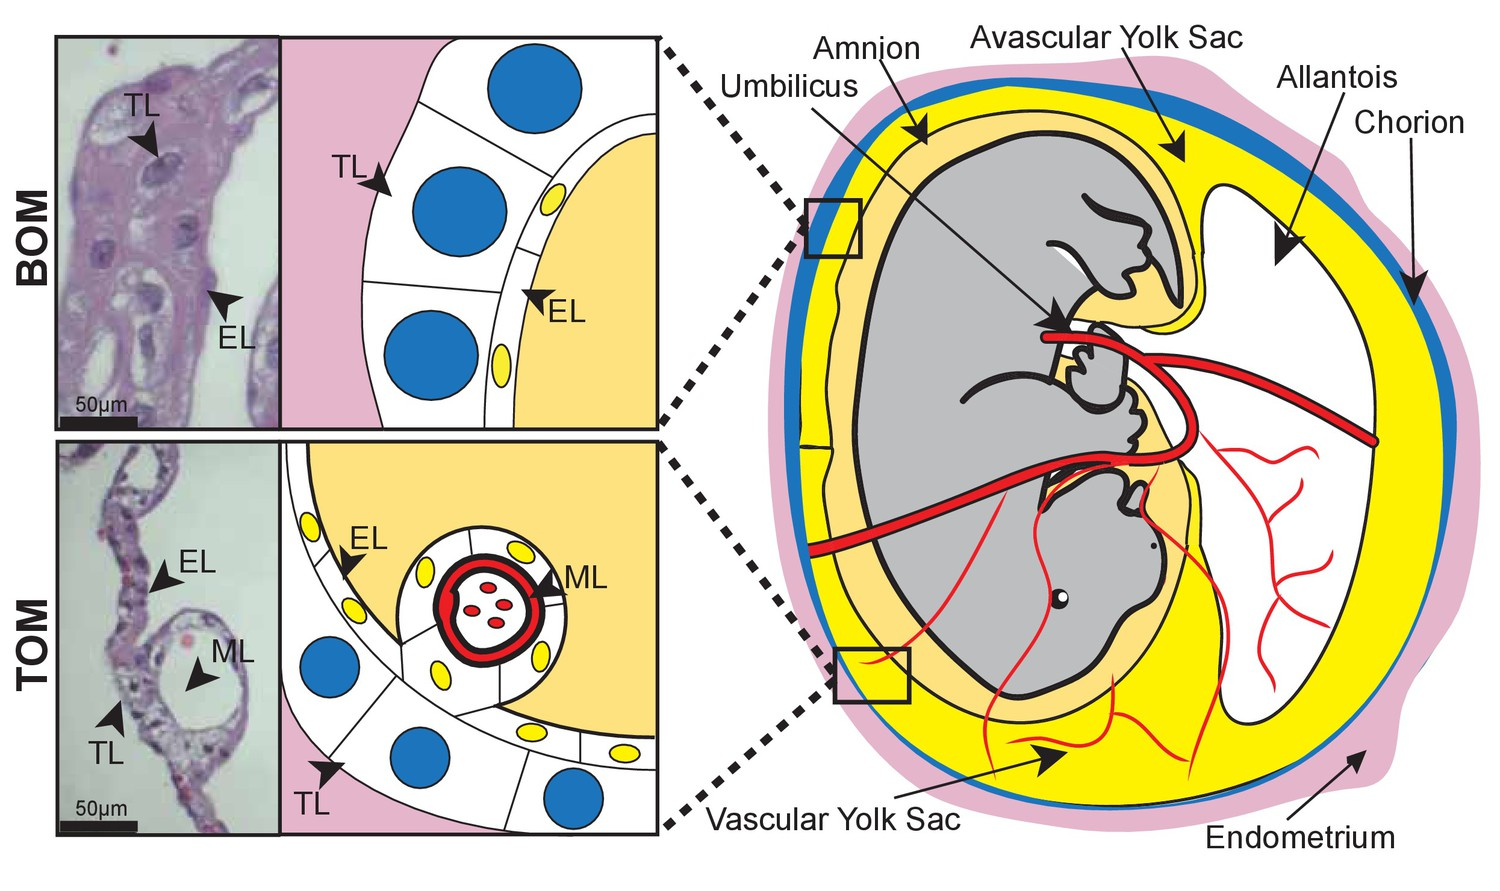 BOM
TL
EL
50µm
TL
EL
TOM
EL
ML
TL
50µm
EL
ML
TL
Amnion
Avascular Yolk Sac
Umbilicus
Allantois
Chorion
Vascular Yolk Sac
Endometrium